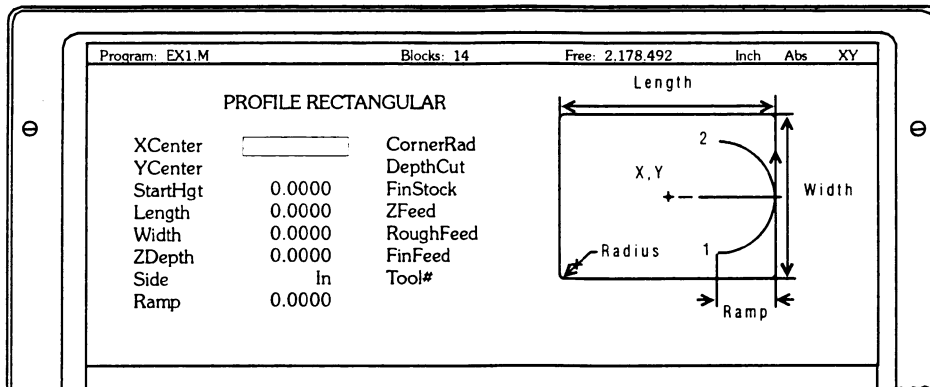 Program: EX1.M Blocks: 14 Free: 2.178.492 Inch Abs XY
PROFILE RECTANGULAR
XCenter CornerRad
YCenter DepthCut
StartHgt 0.0000 FinStock
Length 0.0000 ZFeed
Width 0.0000 RoughFeed
ZDepth 0.0000 FinFeed
Side In Tool#
Ramp 0.0000
Length
2
X,Y
Width
Radius
1
Ramp